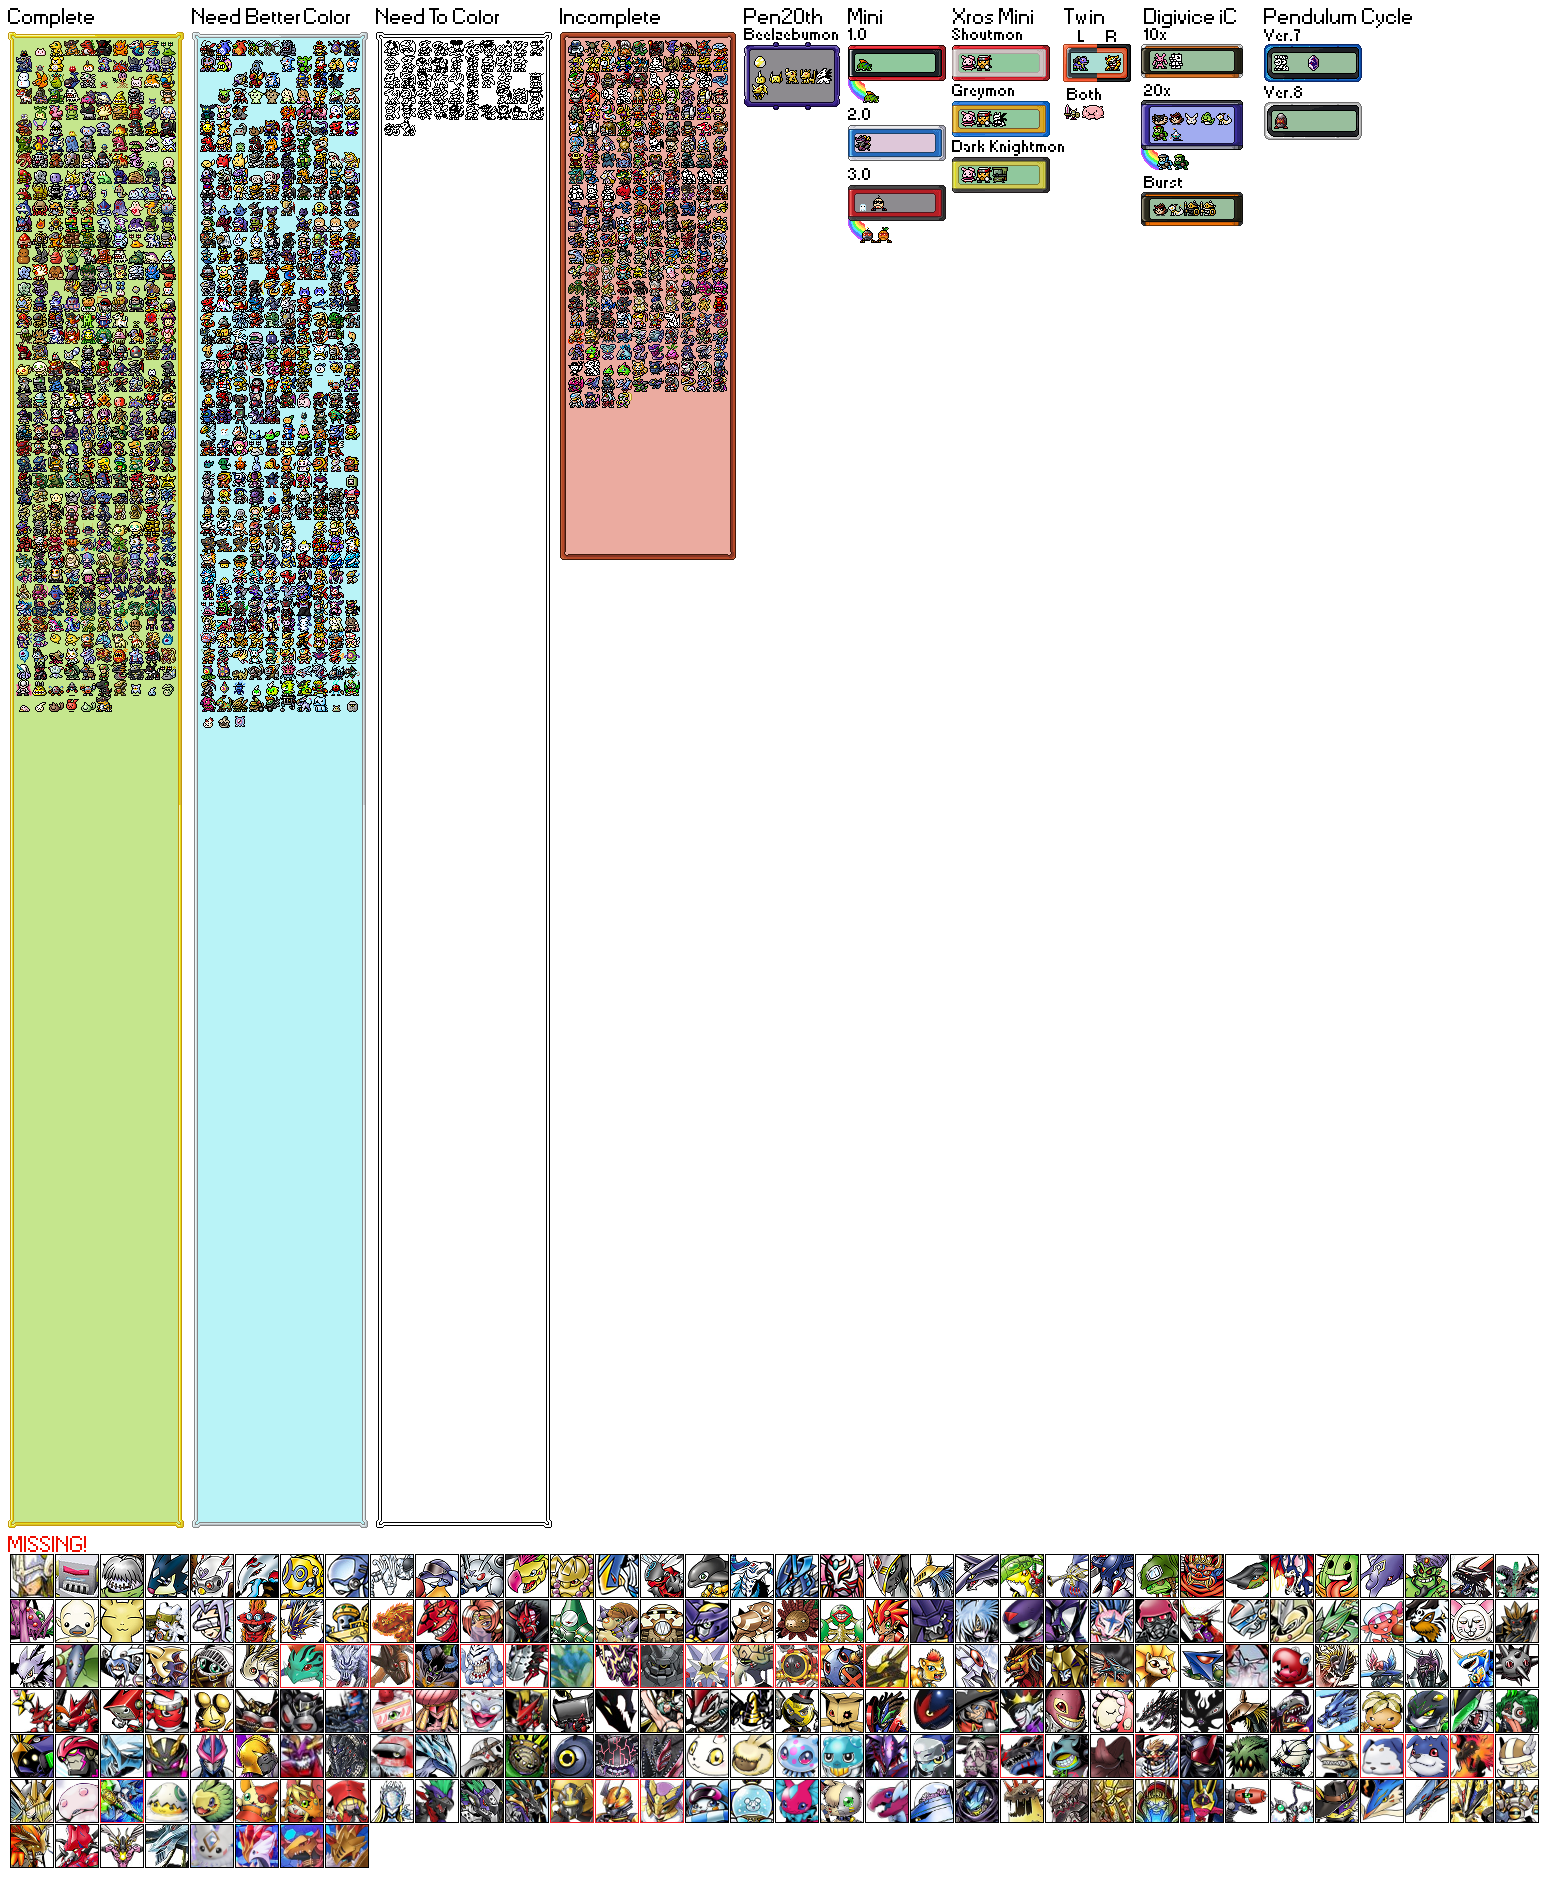 Complete
Need Better Color
Need To Color
Incomplete
Pen20th
Beelzebumon
Mini
1.0
2.0
3.0
Xros Mini
Shoutmon
Greymon
Dark Knightmon
Twin
L R
Both
Digivice iC
10x
20x
Burst
Pendulum Cycle
Ver.7
Ver.8
MISSING!